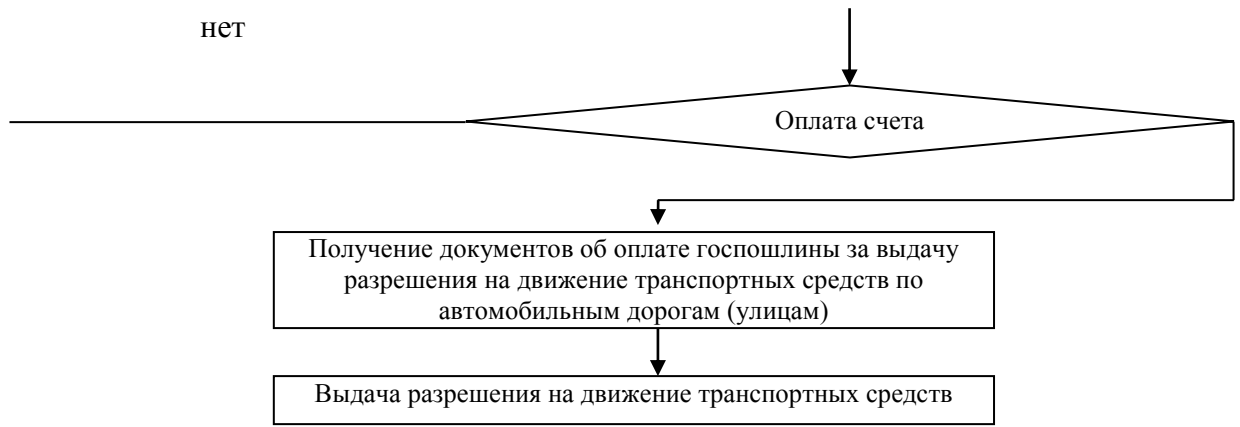 нет
Оплата счета
Получение документов об оплате госпошлины за выдачу
разрешения на движение транспортных средств по
автомобильным дорогам (улицам)
Выдача разрешения на движение транспортных средств